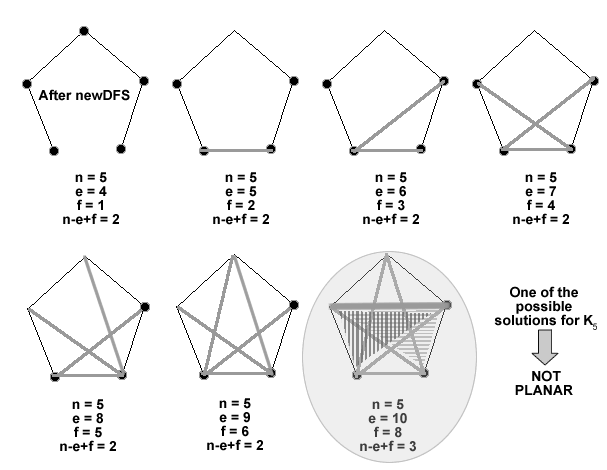 After newDFS
n = 5
e = 4
f = 1
n-e+f = 2
n = 5
e = 5
f = 2
n-e+f = 2
n = 5
e = 6
f = 3
n-e+f = 2
n = 5
e = 7
f = 4
n-e+f = 2
n = 5
e = 8
f = 5
n-e+f = 2
n = 5
e = 9
f = 6
n-e+f = 2
n = 5
e = 10
f = 8
n-e+f = 3
One of the
possible
solutions for K5
NOT
PLANAR